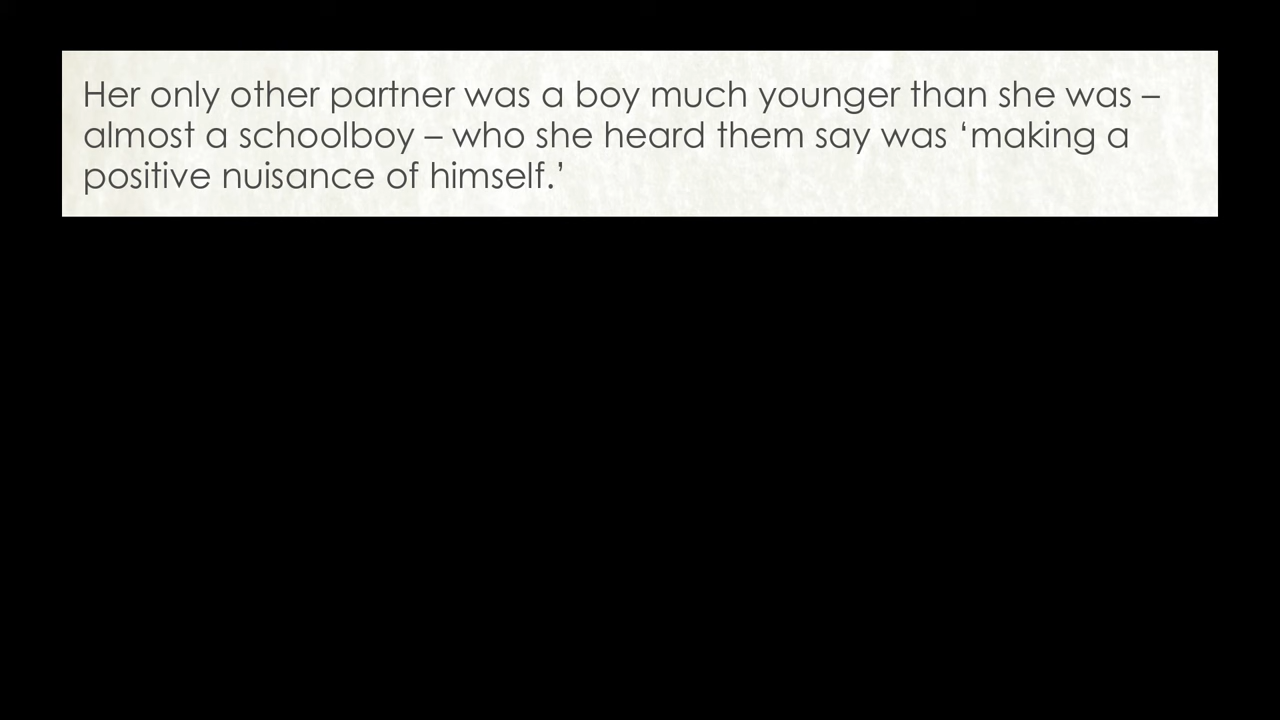 Her only other partner was a boy much younger than she was –
almost a schoolboy – who she heard them say was ‘making a
positive nuisance of himself.’